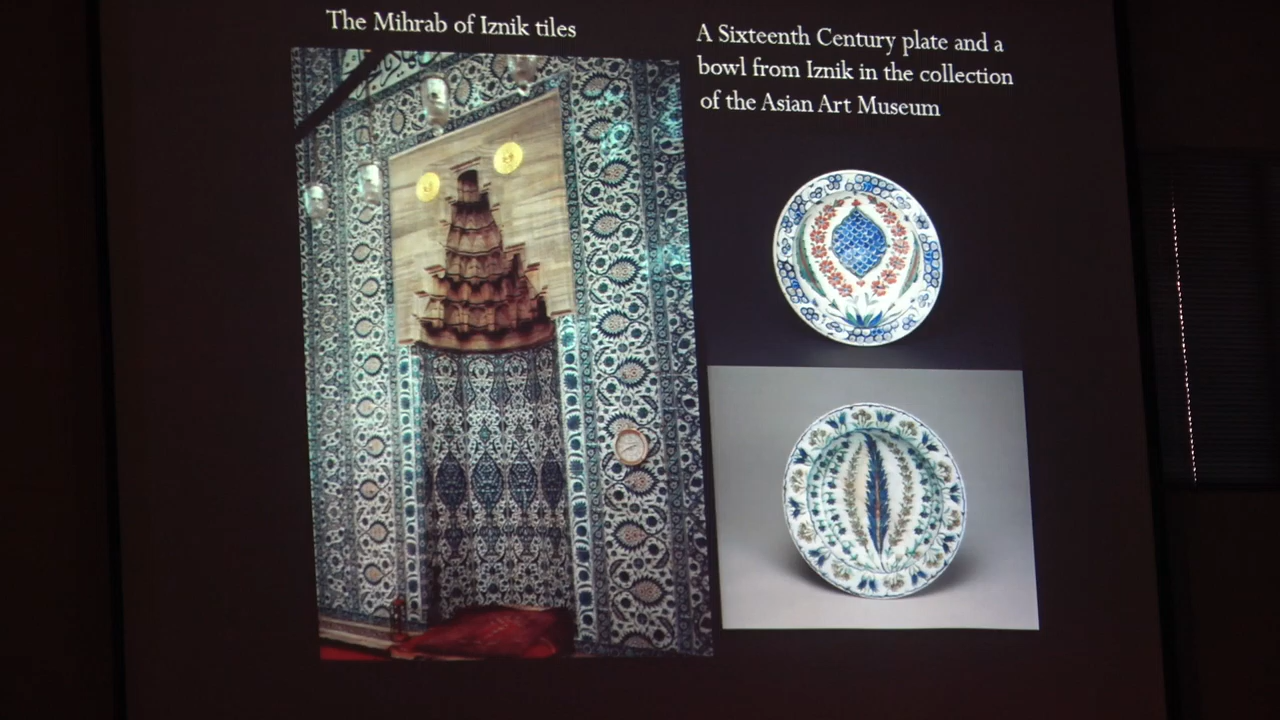 The Mihrab of Iznik tiles
A Sixteenth Century plate and a
bowl from Iznik in the collection
of the Asian Art Museum